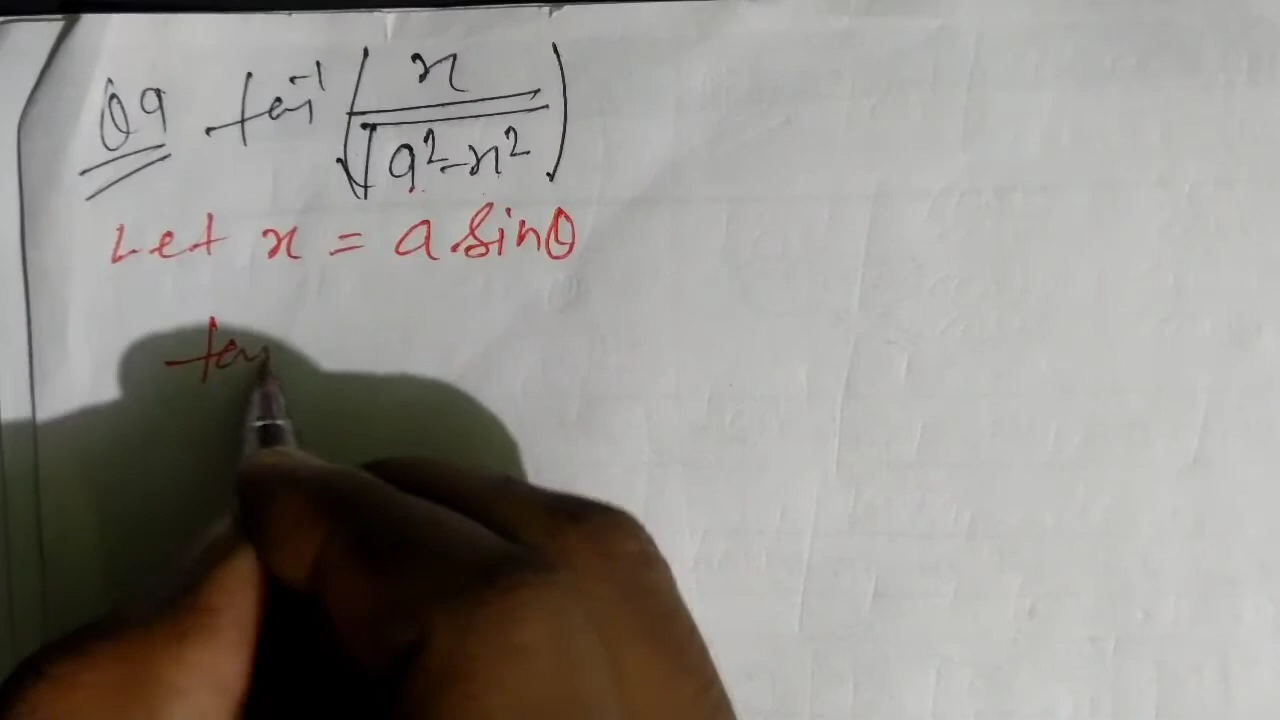 Q9 tan⁻¹ (x / √(a²-x²))
Let x = a sinθ
tan